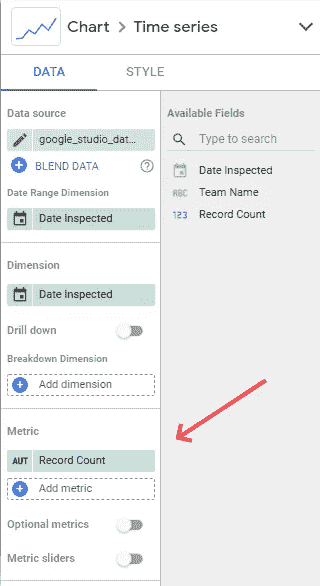 Chart > Time series
DATA
STYLE
Data source
google_studio_dat...
BLEND DATA
Date Range Dimension
Date Inspected
Dimension
Date Inspected
Drill down
Breakdown Dimension
Add dimension
Metric
AUT Record Count
Add metric
Optional metrics
Metric sliders
Available Fields
Type to search
Date Inspected
ABC Team Name
123 Record Count